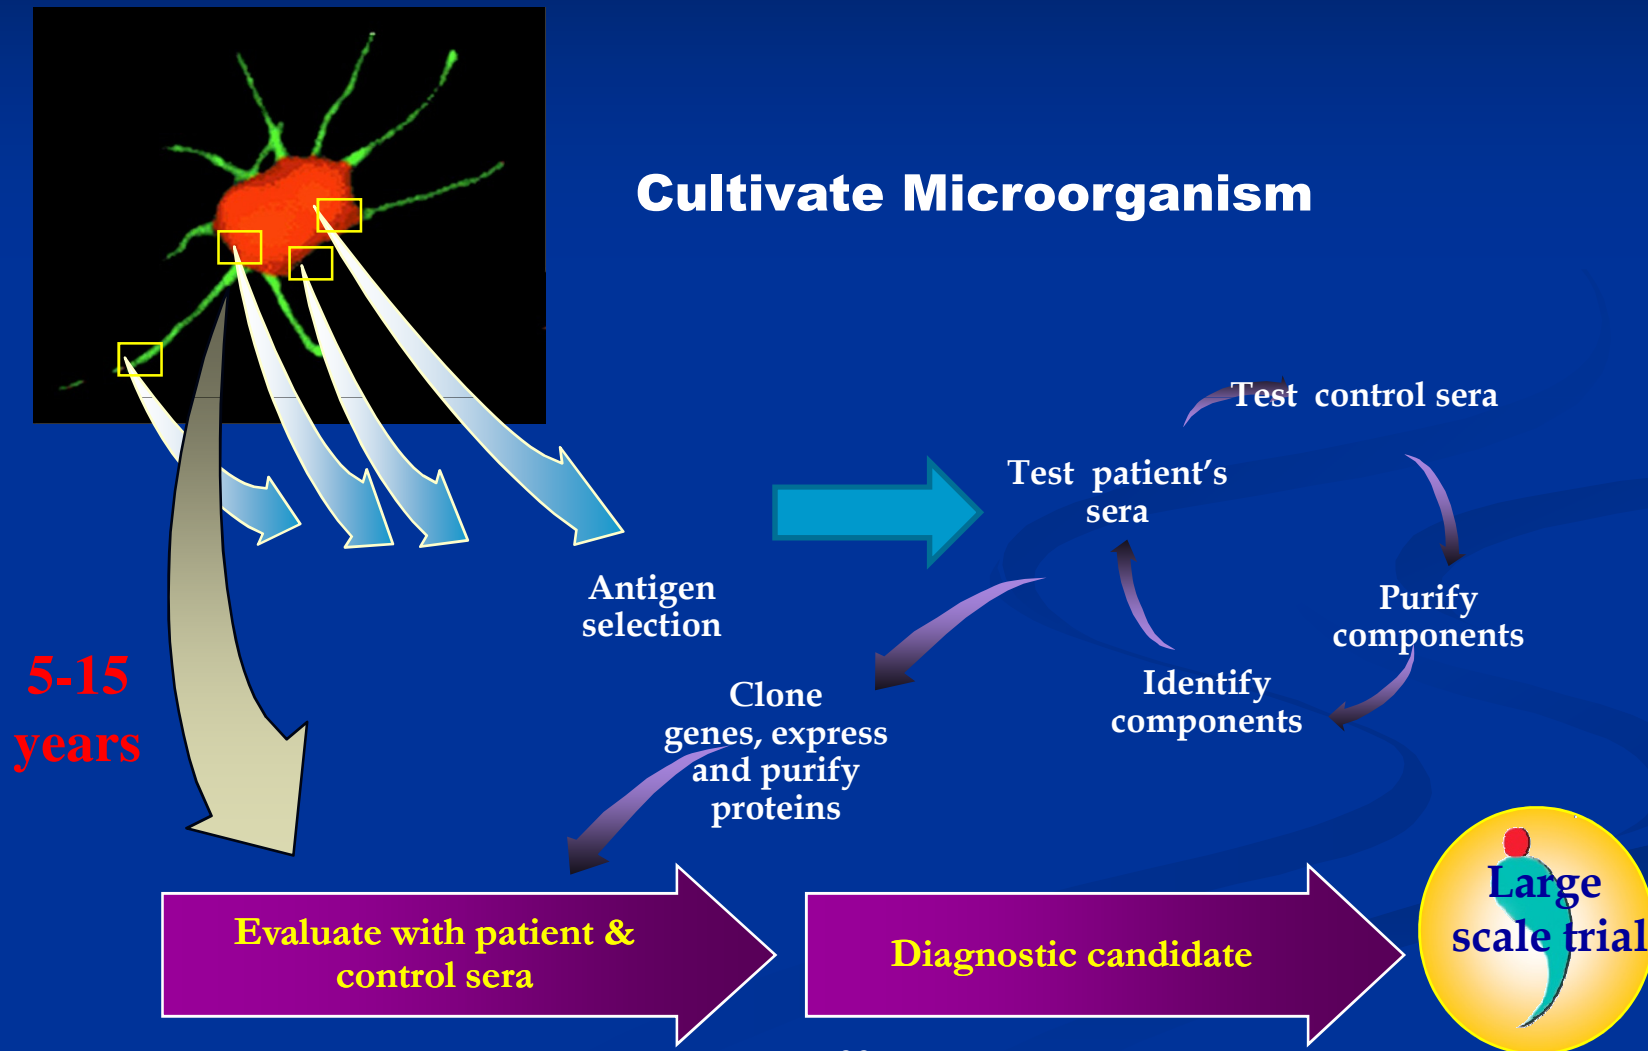 Cultivate Microorganism
Test control sera
Test patient's
sera
Antigen
selection
Purify
components
Identify
components
5-15
years
Clone
genes, express
and purify
proteins
Evaluate with patient &
control sera
Diagnostic candidate
Large
scale trial